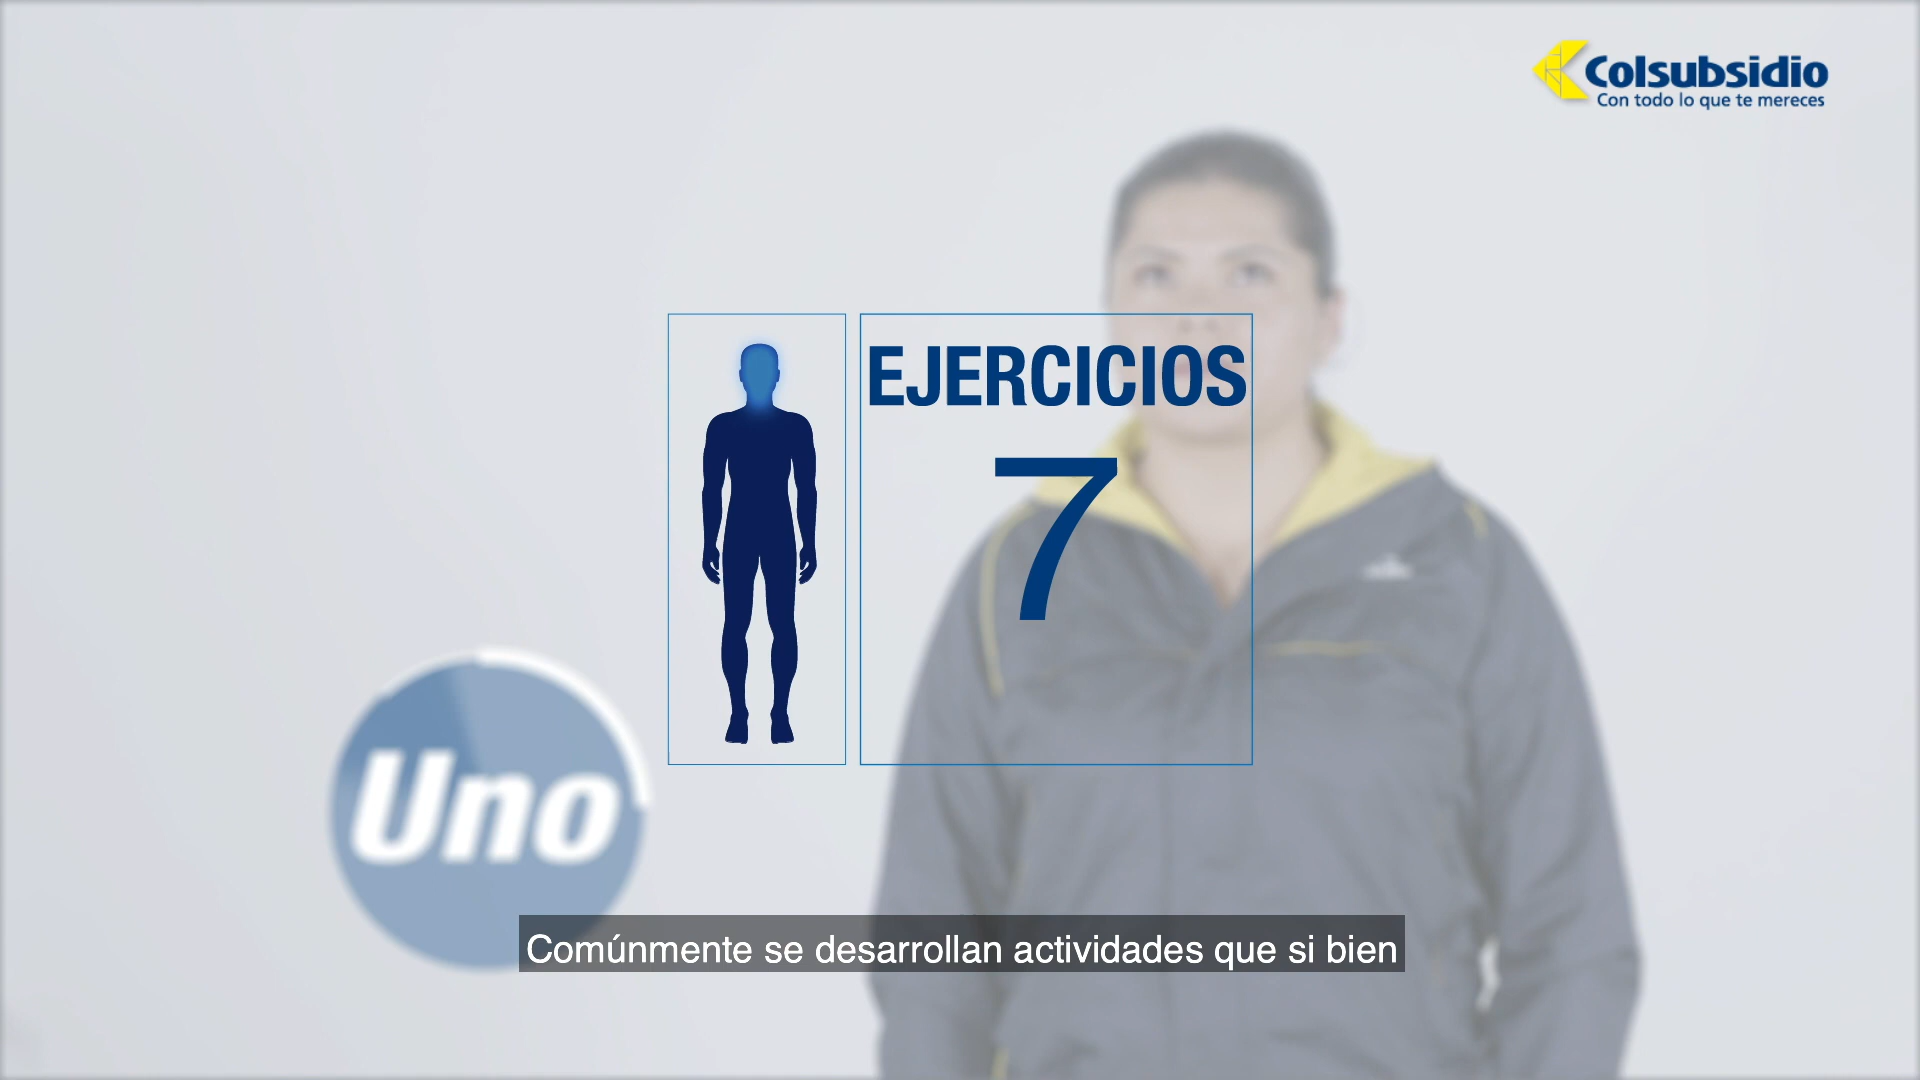 Colsubsidio
Con todo lo que te mereces
EJERCICIOS
7
Uno
Comúnmente se desarrollan actividades que si bien